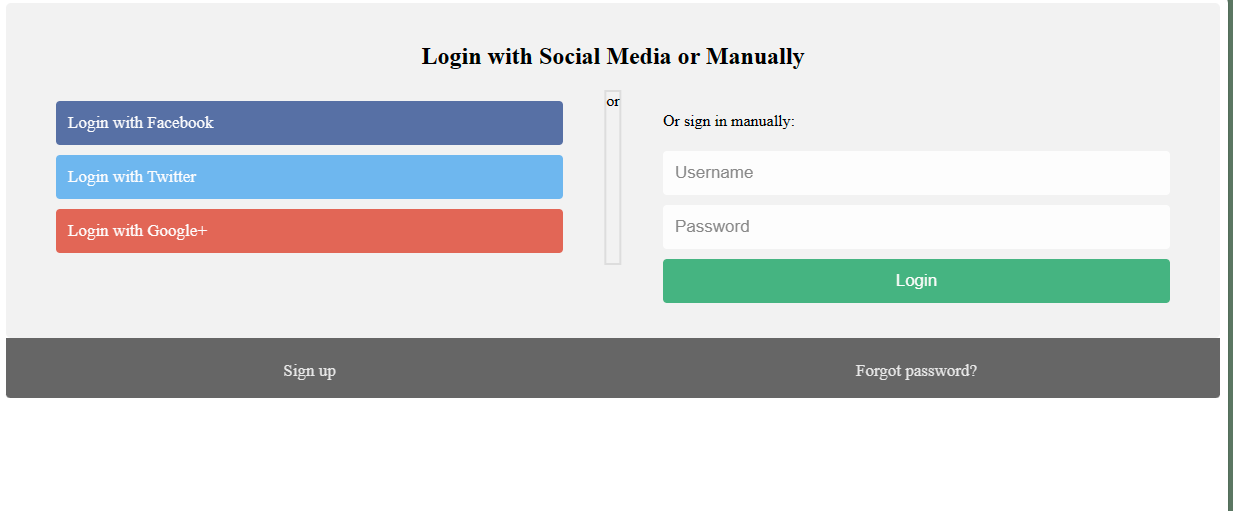 Login with Social Media or Manually
Login with Facebook
Login with Twitter
Login with Google+
or
Or sign in manually:
Username
Password
Login
Sign up
Forgot password?